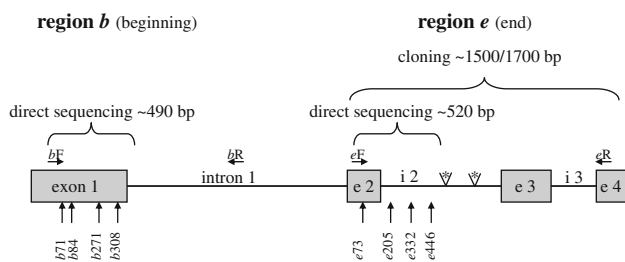 region b (beginning) region e (end)
cloning ~1500/1700 bp
direct sequencing ~490 bp direct sequencing ~520 bp
bF bR eF eR
exon 1 intron 1 e 2 i 2 * * e 3 i 3 e 4
b71 b84 b271 b308 e73 e205 e332 e446